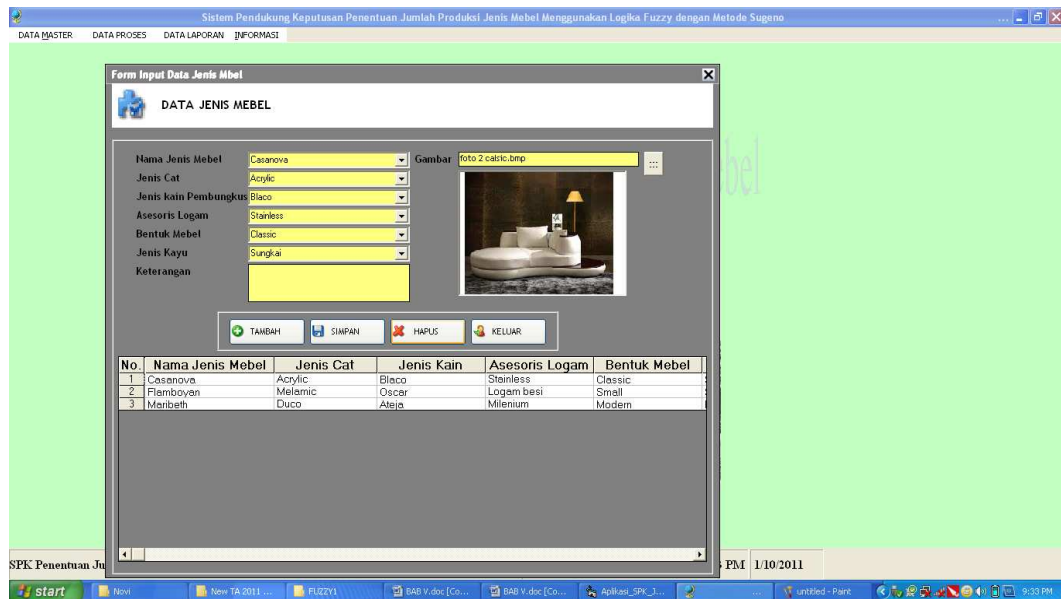 Sistem Pendukung Keputusan Penentuan Jumlah Produksi Jenis Mebel Menggunakan Logika Fuzzy dengan Metode Sugeno ...
DATA MASTER DATA PROSES DATA LAPORAN INFORMASI
Form Input Data Jenis Mbel
DATA JENIS MEBEL
Nama Jenis Mebel Casanova Gambar foto 2 calsic.bmp :::
Jenis Cat Acrylic
Jenis kain Pembungkus Blaco
Asesoris Logam Stainless
Bentuk Mebel Classic
Jenis Kayu Sungkai
Keterangan
bel
TAMBAH SIMPAN HAPUS KELUAR
No. Nama Jenis Mebel Jenis Cat Jenis Kain Asesoris Logam Bentuk Mebel
1 Casanova Acrylic Blaco Stainless Classic
2 Flamboyan Melamic Oscar Logam besi Small
3 Maribeth Duco Ateja Milenium Modern
SPK Penentuan Ju PM 1/10/2011
start Novi New TA 2011 ... FUZZY1 BAB V.doc [Co... BAB V.doc [Co... Aplikasi_SPK_J... ... untitled - Paint 9:33 PM